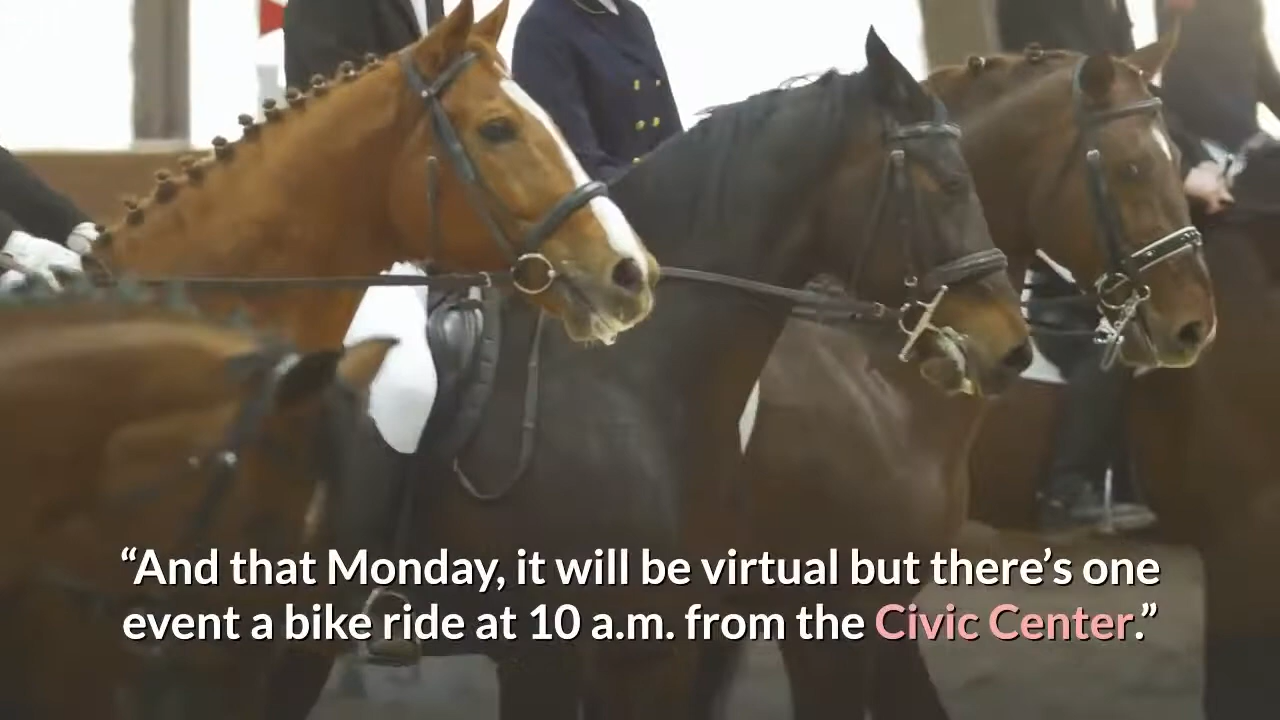 “And that Monday, it will be virtual but there’s one
event a bike ride at 10 a.m. from the Civic Center.”